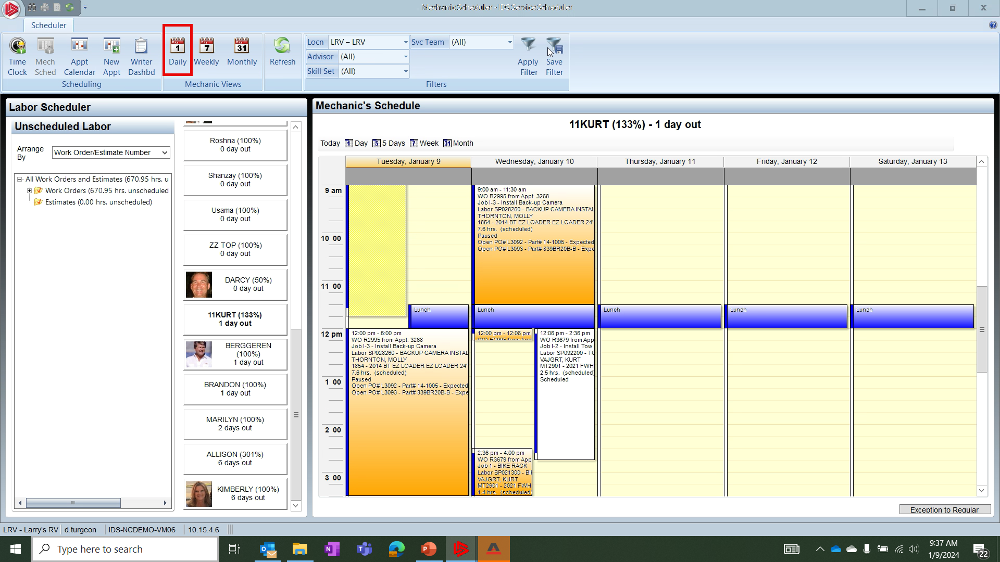 Mechanic Scheduler - IDS Service Scheduler
Scheduler
Time Clock
Mech Sched
Appt Calendar
New Appt
Writer Dashbd
Scheduling
Daily
Weekly
Monthly
Mechanic Views
Refresh
Locn LRV – LRV
Svc Team (All)
Advisor (All)
Skill Set (All)
Apply Filter
Save Filter
Filters
Labor Scheduler
Unscheduled Labor
Arrange By
Work Order/Estimate Number
All Work Orders and Estimates (670.95 hrs. u
Work Orders (670.95 hrs. unscheduled
Estimates (0.00 hrs. unscheduled)
Roshna (100%)
0 day out
Shanzay (100%)
0 day out
Usama (100%)
0 day out
ZZ TOP (100%)
0 day out
DARCY (50%)
0 day out
11KURT (133%)
1 day out
BERGGEREN
(100%)
1 day out
BRANDON (100%)
1 day out
MARILYN (100%)
2 days out
ALLISON (301%)
6 days out
KIMBERLY (100%)
6 days out
Mechanic's Schedule
11KURT (133%) - 1 day out
Today 1 Day 5 5 Days 7 Week 31 Month
Tuesday, January 9
Wednesday, January 10
Thursday, January 11
Friday, January 12
Saturday, January 13
9 am
10 00
11 00
12 pm
1 00
2 00
3 00
Lunch
12:00 pm - 5:00 pm
WO R2995 from Appt. 3268
Job I-3 - Install Back-up Camera
Labor SP028260 - BACKUP CAMERA INSTAL
THORNTON, MOLLY
1854 - 2014 BT EZ LOADER EZ LOADER 24'
7.6 hrs. (scheduled)
Paused
Open PO# L3092 - Part# 14-1005 - Expected
Open PO# L3093 - Part# 839BR20B-B - Expe
9:00 am - 11:30 am
WO R2995 from Appt. 3268
Job I-3 - Install Back-up Camera
Labor SP028260 - BACKUP CAMERA INSTAL
THORNTON, MOLLY
1854 - 2014 BT EZ LOADER EZ LOADER 24'
7.6 hrs. (scheduled)
Paused
Open PO# L3092 - Part# 14-1005 - Expected
Open PO# L3093 - Part# 839BR20B-B - Expe
Lunch
12:00 pm - 12:06 pm
WO R2995 from App
12:06 pm - 2:36 pm
WO R3679 from App
Job I-2 - Install Tow
Labor SP092200 - TO
VAJGRT, KURT
MT2901 - 2021 FWH
2.5 hrs. (scheduled)
Scheduled
2:36 pm - 4:00 pm
WO R3679 from App
Job 1 - BIKE RACK
Labor SP021300 - BI
VAJGRT, KURT
MT2901 - 2021 FWH
1.4 hrs. (scheduled
Lunch
Lunch
Lunch
Exception to Regular
LRV - Larry's RV
d.turgeon
IDS-NCDEMO-VM06
10.15.4.6
Type here to search
9:37 AM
1/9/2024
22